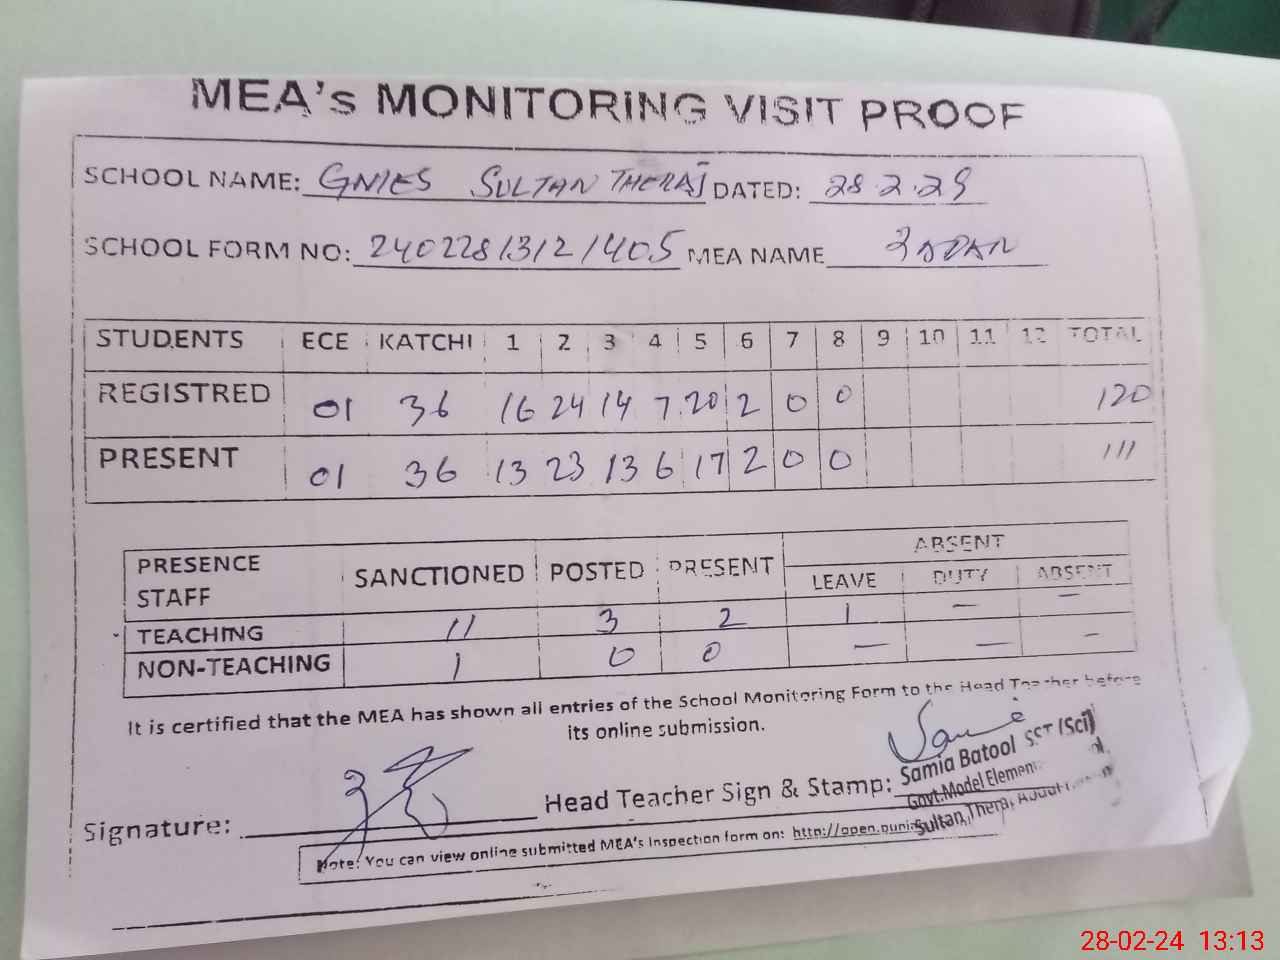 MEA's MONITORING VISIT PROOF
SCHOOL NAME: GMES SULTAN THERAJ DATED: 28.2.24
SCHOOL FORM NO: 24022813121405 MEA NAME
STUDENTS ECE KATCHI 1 2 3 4 5 6 7 8 9 10 11 12 TOTAL
REGISTRED 01 36 16 24 14 7 20 2 0 0 120
PRESENT 01 36 13 23 13 6 17 2 0 0 111
ABSENT
PRESENCE STAFF SANCTIONED POSTED PRESENT LEAVE DUTY ABSENT
TEACHING 11 3 2 1 — —
NON-TEACHING 1 0 0 — — —
It is certified that the MEA has shown all entries of the School Monitoring Form to the Head Teacher before
its online submission.
Samia Batool SST (Sci)
Govt. Model
Sultan, Theraj
Signature: Head Teacher Sign & Stamp:
Note: You can view online submitted MEA's Inspection form on: http://open.punj
28-02-24 13:13